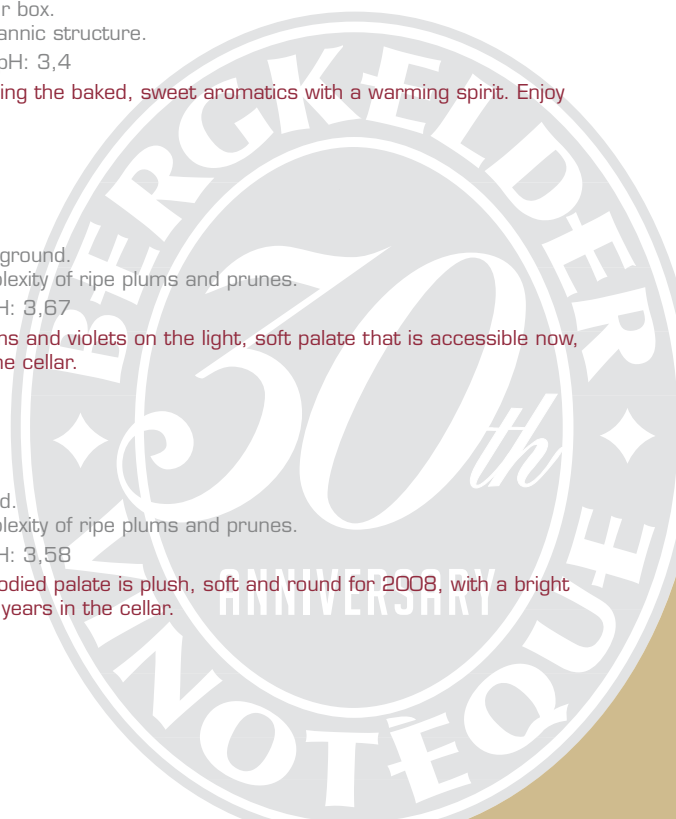 r box.
annic structure.
pH: 3,4
ing the baked, sweet aromatics with a warming spirit. Enjoy
ground.
plexity of ripe plums and prunes.
H: 3,67
ns and violets on the light, soft palate that is accessible now,
he cellar.
d.
plexity of ripe plums and prunes.
H: 3,58
odied palate is plush, soft and round for 2008, with a bright
years in the cellar.
BERGKELDER
30th
ANNIVERSARY
VINOTÈQUE